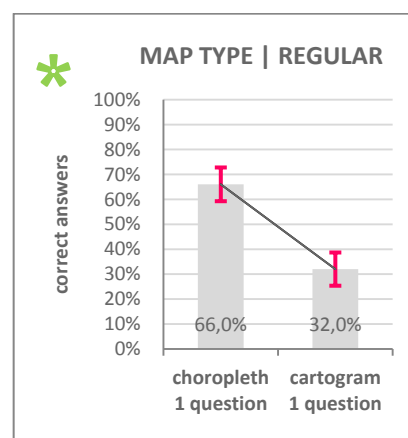 *
MAP TYPE | REGULAR
correct answers
100%
90%
80%
70%
60%
50%
40%
30%
20%
10%
0%
66,0%
32,0%
choropleth
1 question
cartogram
1 question